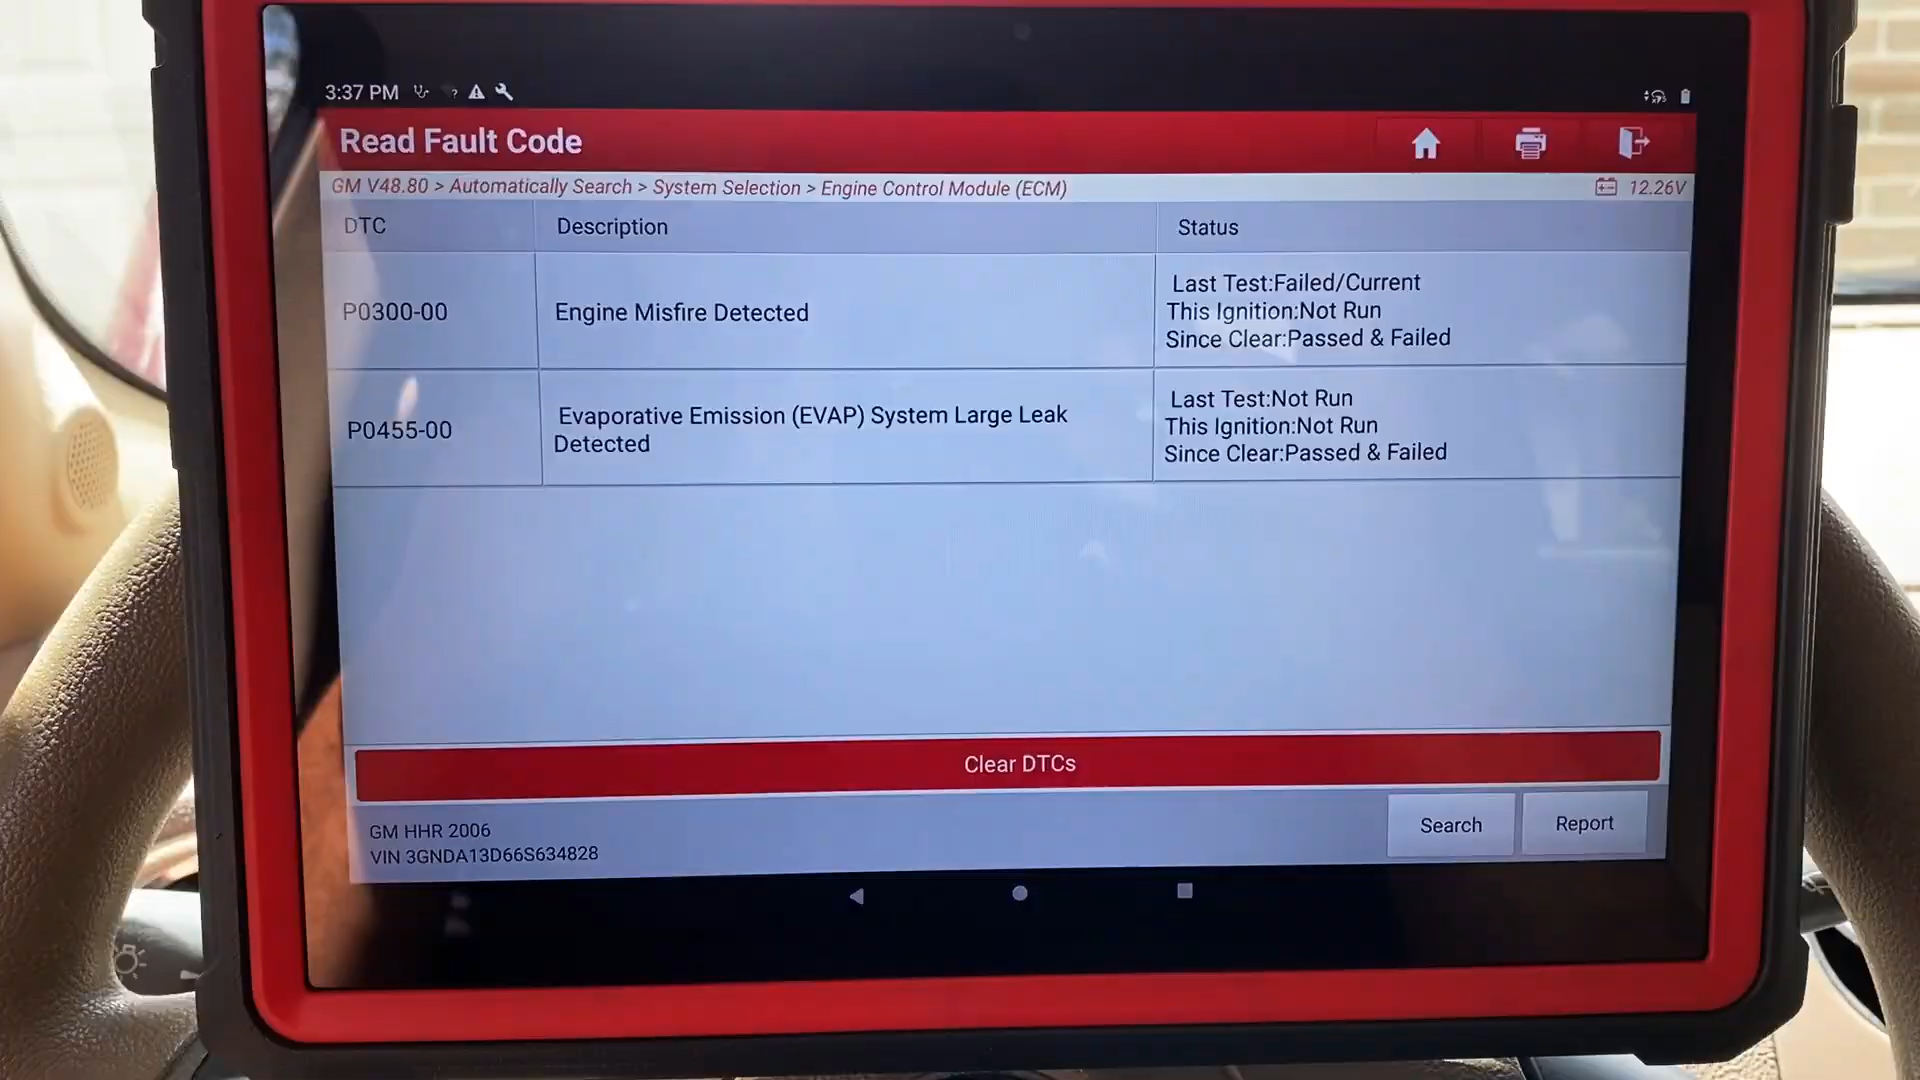 3:37 PM
Read Fault Code
GM V48.80 > Automatically Search > System Selection > Engine Control Module (ECM)
12.26V
DTC Description Status
P0300-00 Engine Misfire Detected
Last Test:Failed/Current
This Ignition:Not Run
Since Clear:Passed & Failed
P0455-00
Evaporative Emission (EVAP) System Large Leak
Detected
Last Test:Not Run
This Ignition:Not Run
Since Clear:Passed & Failed
Clear DTCs
GM HHR 2006
VIN 3GNDA13D66S634828
Search
Report